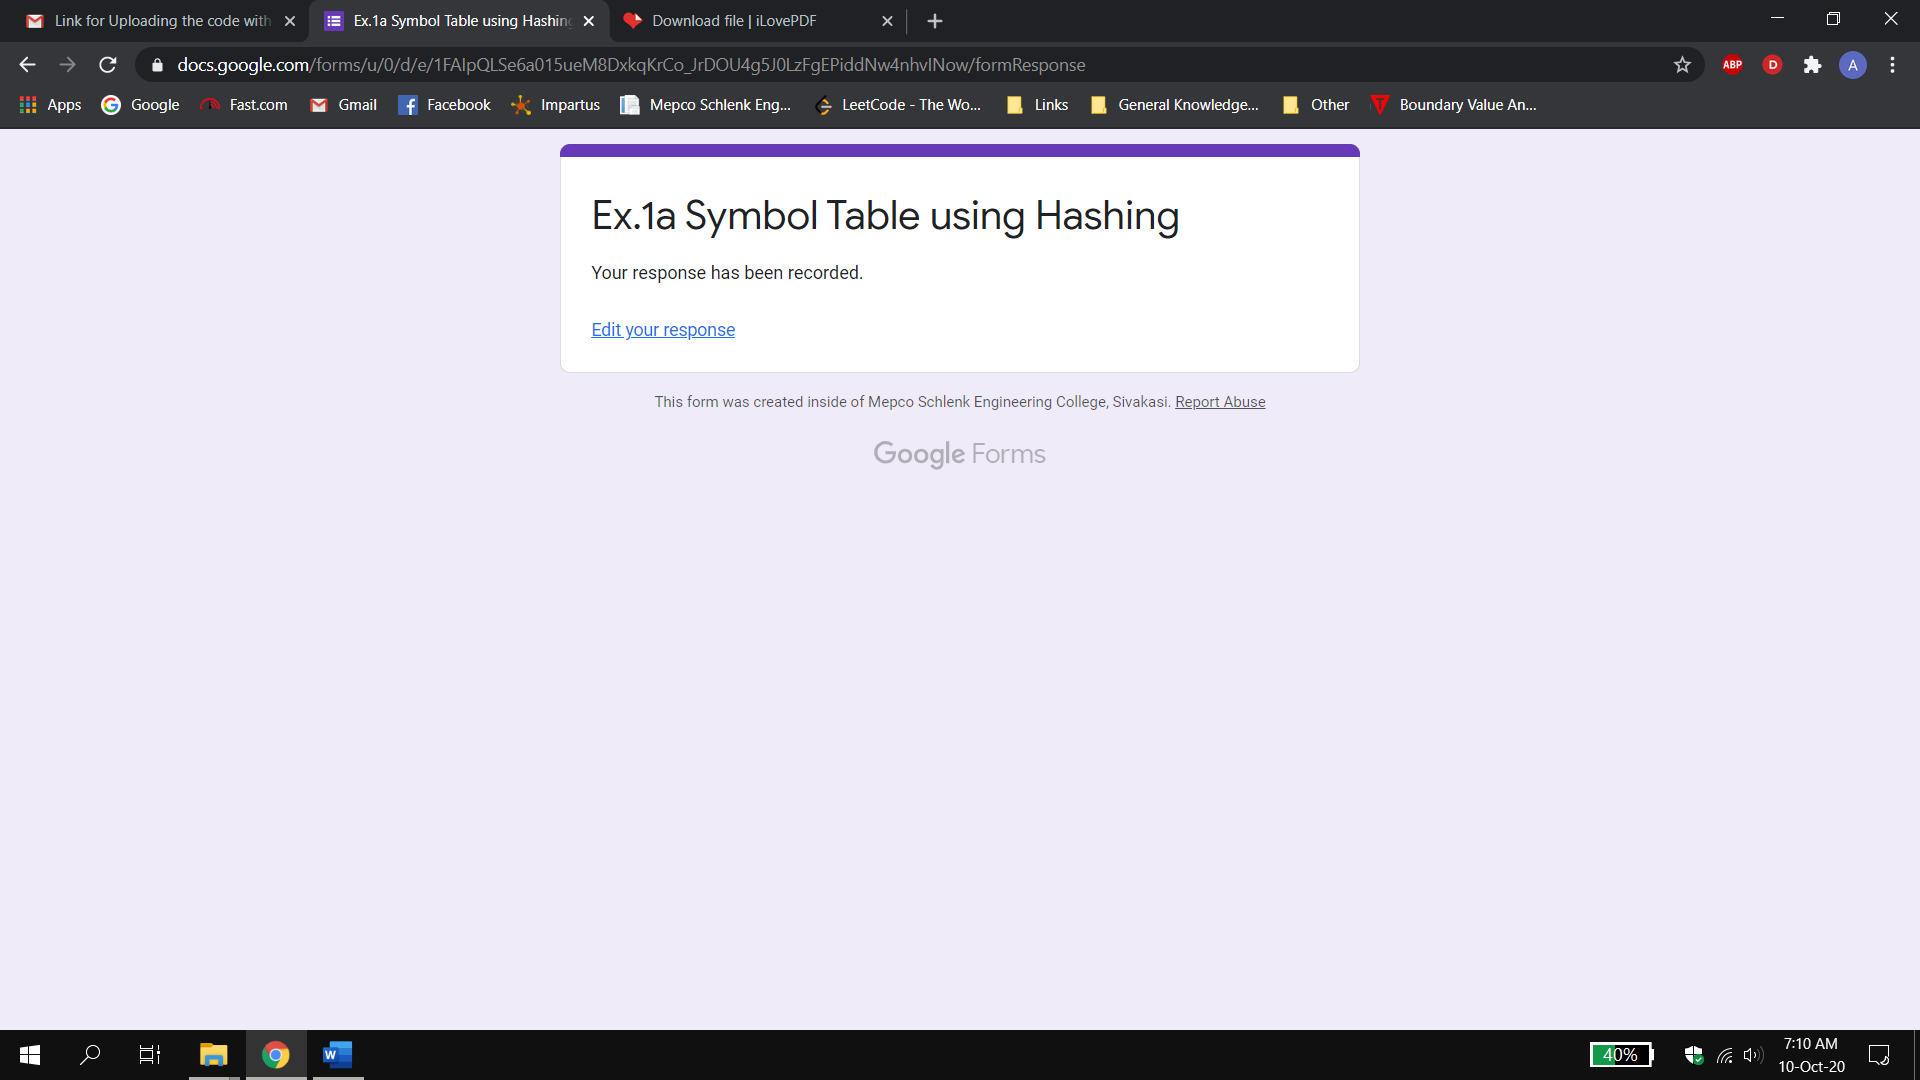 Link for Uploading the code with
Ex.1a Symbol Table using Hashing
Download file | iLovePDF
docs.google.com/forms/u/0/d/e/1FAIpQLSe6a015ueM8DxkqKrCo_JrDOU4g5J0LzFgEPiddNw4nhvINow/formResponse
ABP
D
A
Apps
Google
Fast.com
Gmail
Facebook
Impartus
Mepco Schlenk Eng...
LeetCode - The Wo...
Links
General Knowledge...
Other
Boundary Value An...
Ex.1a Symbol Table using Hashing
Your response has been recorded.
Edit your response
This form was created inside of Mepco Schlenk Engineering College, Sivakasi. Report Abuse
Google Forms
W
40%
7:10 AM
10-Oct-20